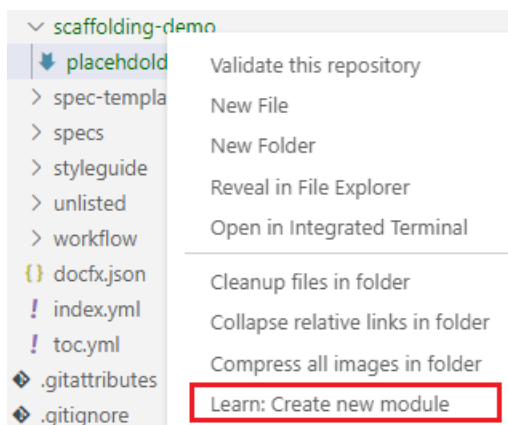 scaffolding-demo
placehdold
spec-templa
specs
styleguide
unlisted
workflow
{} docfx.json
! index.yml
! toc.yml
.gitattributes
.gitignore
Validate this repository
New File
New Folder
Reveal in File Explorer
Open in Integrated Terminal
Cleanup files in folder
Collapse relative links in folder
Compress all images in folder
Learn: Create new module